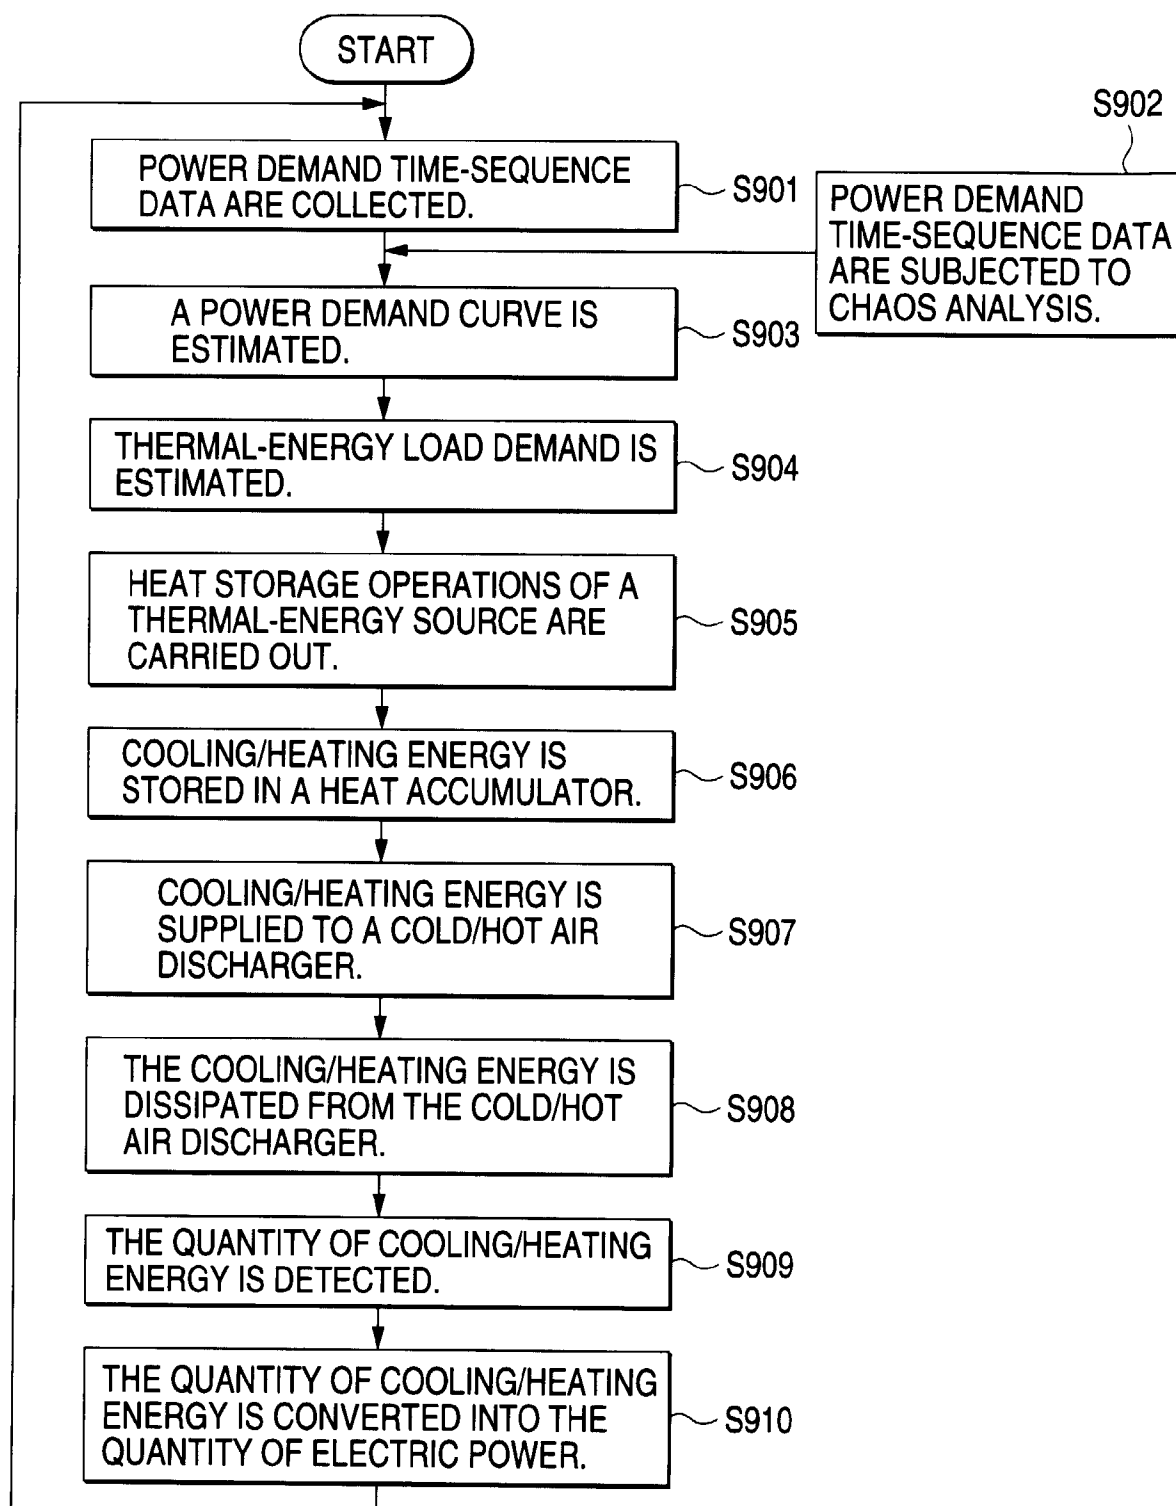 START
POWER DEMAND TIME-SEQUENCE
DATA ARE COLLECTED.
S901
S902
POWER DEMAND
TIME-SEQUENCE DATA
ARE SUBJECTED TO
CHAOS ANALYSIS.
A POWER DEMAND CURVE IS
ESTIMATED.
S903
THERMAL-ENERGY LOAD DEMAND IS
ESTIMATED.
S904
HEAT STORAGE OPERATIONS OF A
THERMAL-ENERGY SOURCE ARE
CARRIED OUT.
S905
COOLING/HEATING ENERGY IS
STORED IN A HEAT ACCUMULATOR.
S906
COOLING/HEATING ENERGY IS
SUPPLIED TO A COLD/HOT AIR
DISCHARGER.
S907
THE COOLING/HEATING ENERGY IS
DISSIPATED FROM THE COLD/HOT
AIR DISCHARGER.
S908
THE QUANTITY OF COOLING/HEATING
ENERGY IS DETECTED.
S909
THE QUANTITY OF COOLING/HEATING
ENERGY IS CONVERTED INTO THE
QUANTITY OF ELECTRIC POWER.
S910